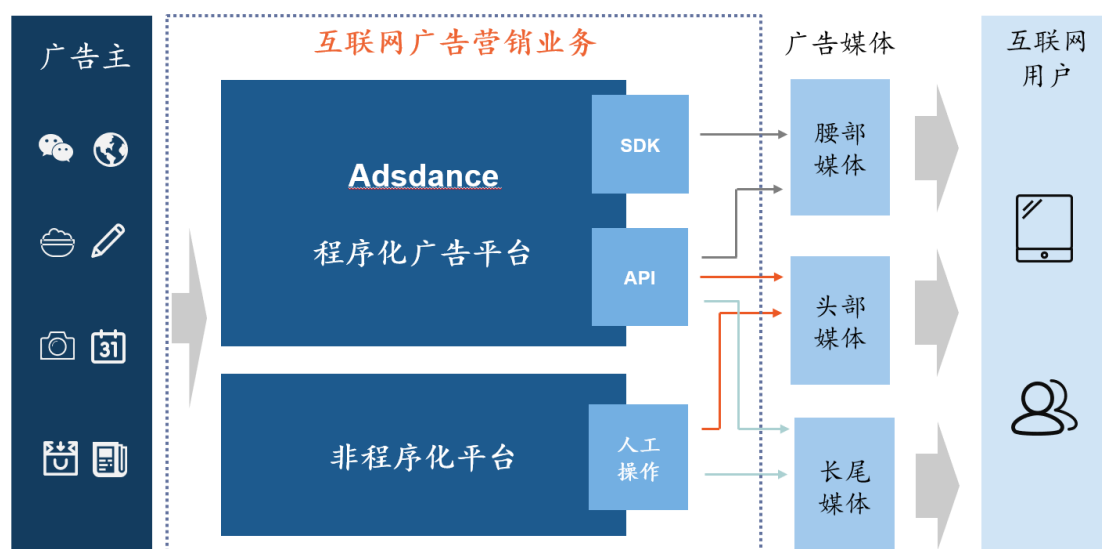 广告主
互联网广告营销业务
广告媒体
互联网
用户
SDK
Adsdance
程序化广告平台
API
腰部
媒体
头部
媒体
31
非程序化平台
人工
操作
长尾
媒体